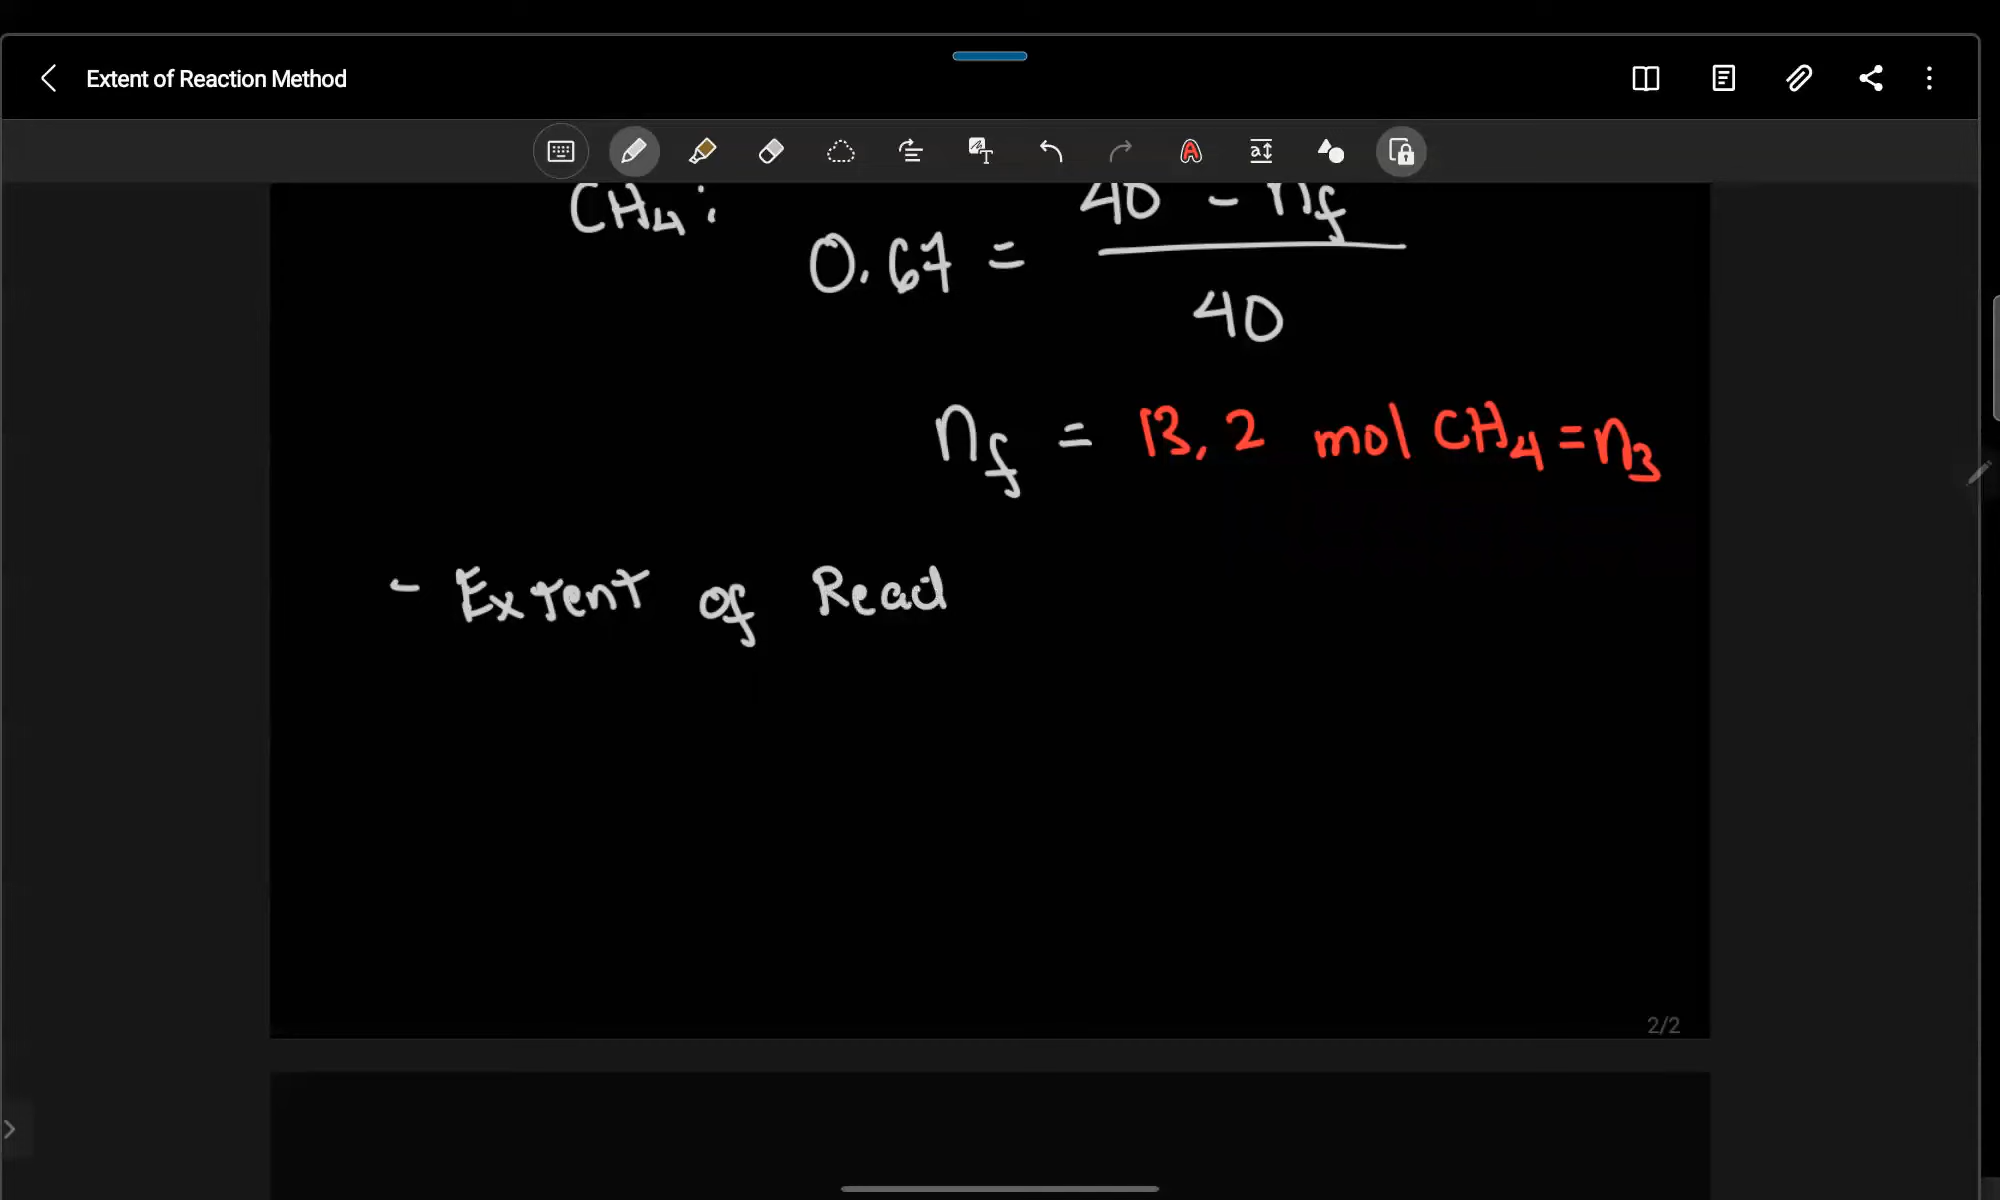 Extent of Reaction Method
CH4:
40 - nf
0.67 =
40
nf = 13.2 mol CH4 = n3
- Extent of React
2/2